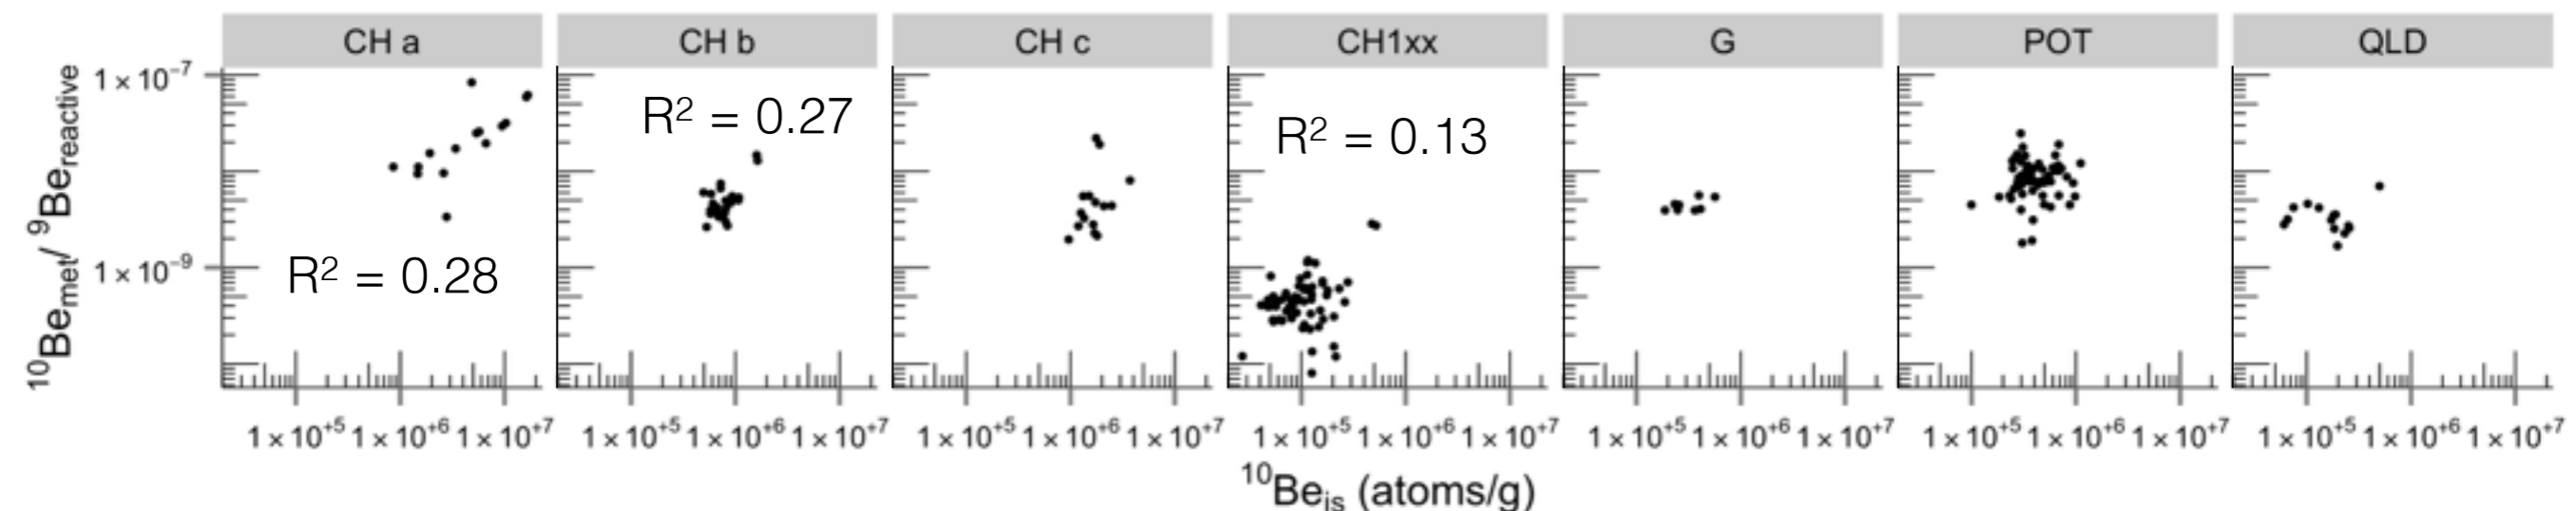 CH a CH b CH c CH1xx G POT QLD
1 × 10⁻⁷
R² = 0.27
R² = 0.13
¹⁰Beₘₑₜ/ ⁹Beᵣₑₐcₜᵢᵥₑ
1 × 10⁻⁹
R² = 0.28
1 × 10⁺⁵ 1 × 10⁺⁶ 1 × 10⁺⁷ 1 × 10⁺⁵ 1 × 10⁺⁶ 1 × 10⁺⁷ 1 × 10⁺⁵ 1 × 10⁺⁶ 1 × 10⁺⁷ 1 × 10⁺⁵ 1 × 10⁺⁶ 1 × 10⁺⁷ 1 × 10⁺⁵ 1 × 10⁺⁶ 1 × 10⁺⁷ 1 × 10⁺⁵ 1 × 10⁺⁶ 1 × 10⁺⁷ 1 × 10⁺⁵ 1 × 10⁺⁶ 1 × 10⁺⁷
¹⁰Beᵢₛ (atoms/g)